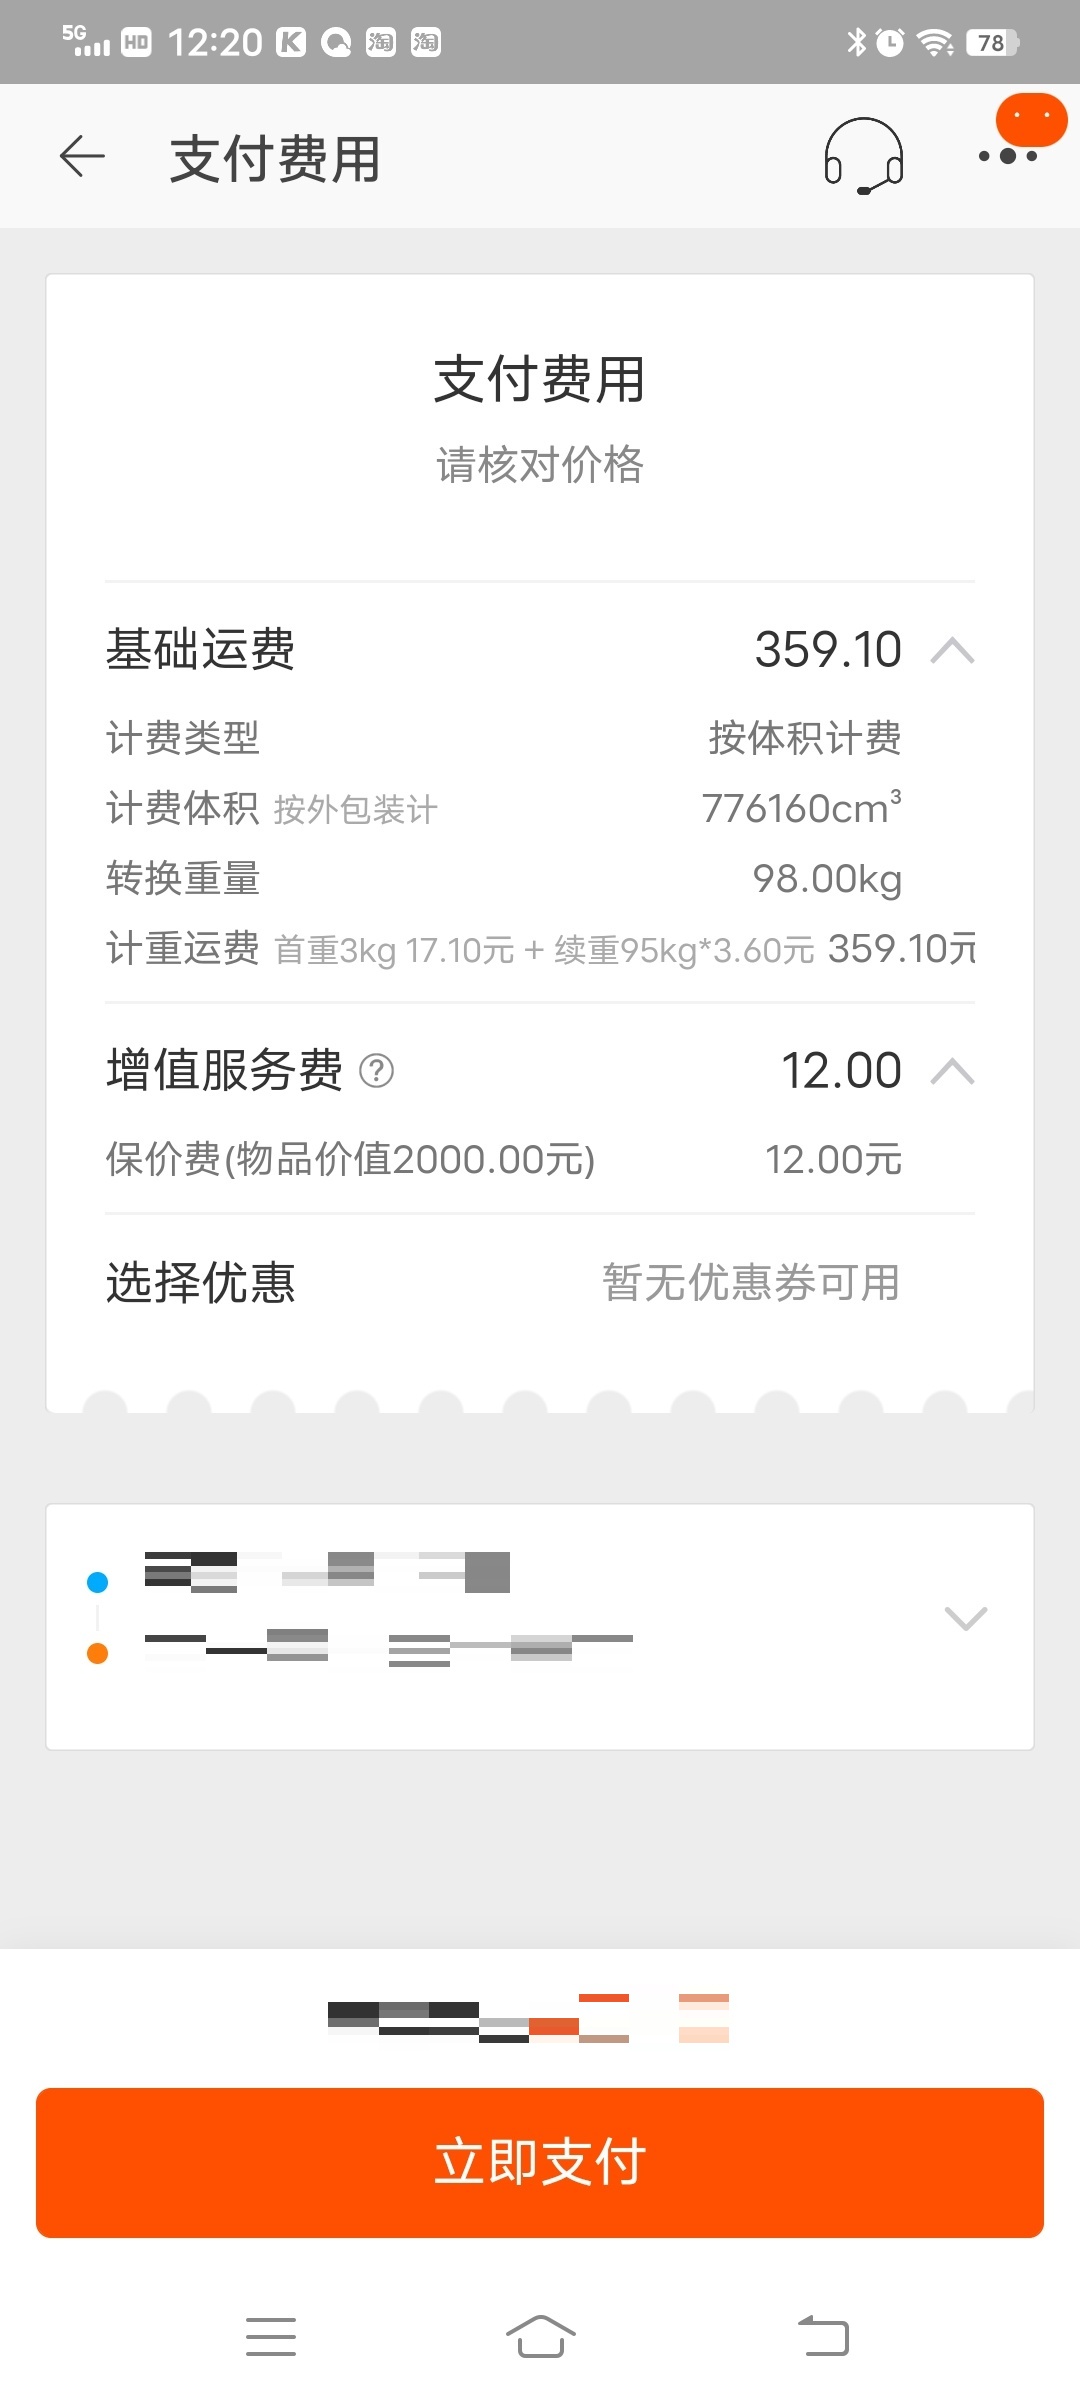 5G HD 12:20 K 淘 淘 78
支付费用
支付费用
请核对价格
基础运费 359.10
计费类型 按体积计费
计费体积 按外包装计 776160cm³
转换重量 98.00kg
计重运费 首重3kg 17.10元 + 续重95kg*3.60元 359.10元
增值服务费 ? 12.00
保价费(物品价值2000.00元) 12.00元
选择优惠 暂无优惠券可用
立即支付